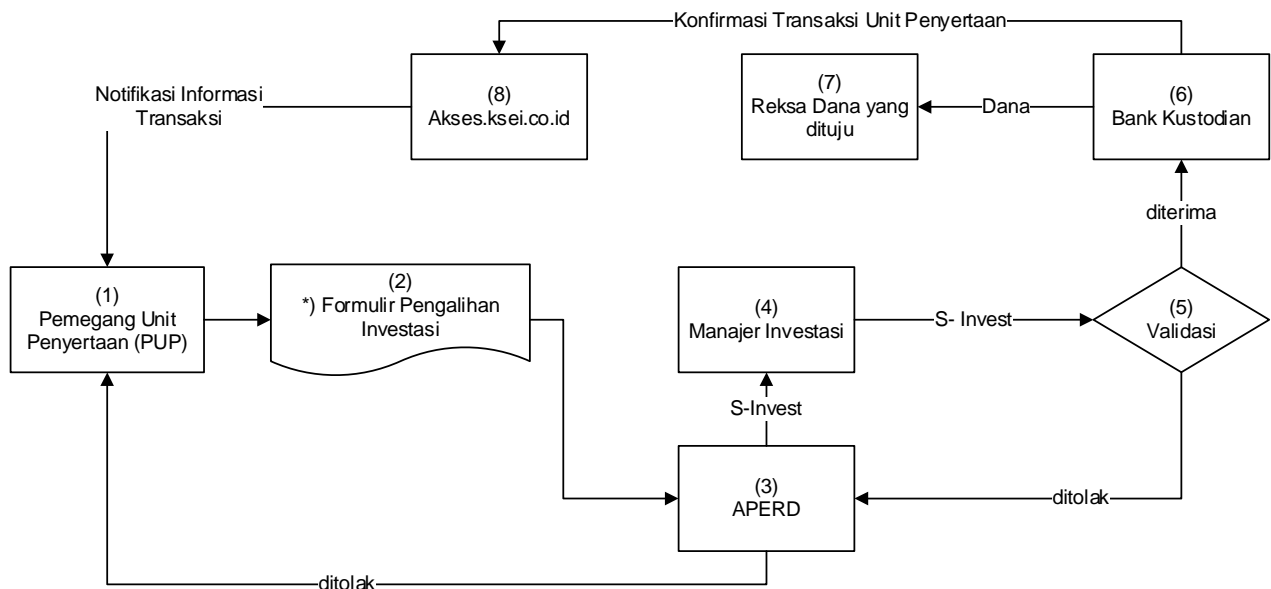 Konfirmasi Transaksi Unit Penyertaan
Notifikasi Informasi
Transaksi
(8)
Akses.ksei.co.id
(7)
Reksa Dana yang
dituju
Dana
(6)
Bank Kustodian
diterima
(1)
Pemegang Unit
Penyertaan (PUP)
(2)
*) Formulir Pengalihan
Investasi
(4)
Manajer Investasi
S- Invest
(5)
Validasi
S-Invest
(3)
APERD
ditolak
ditolak